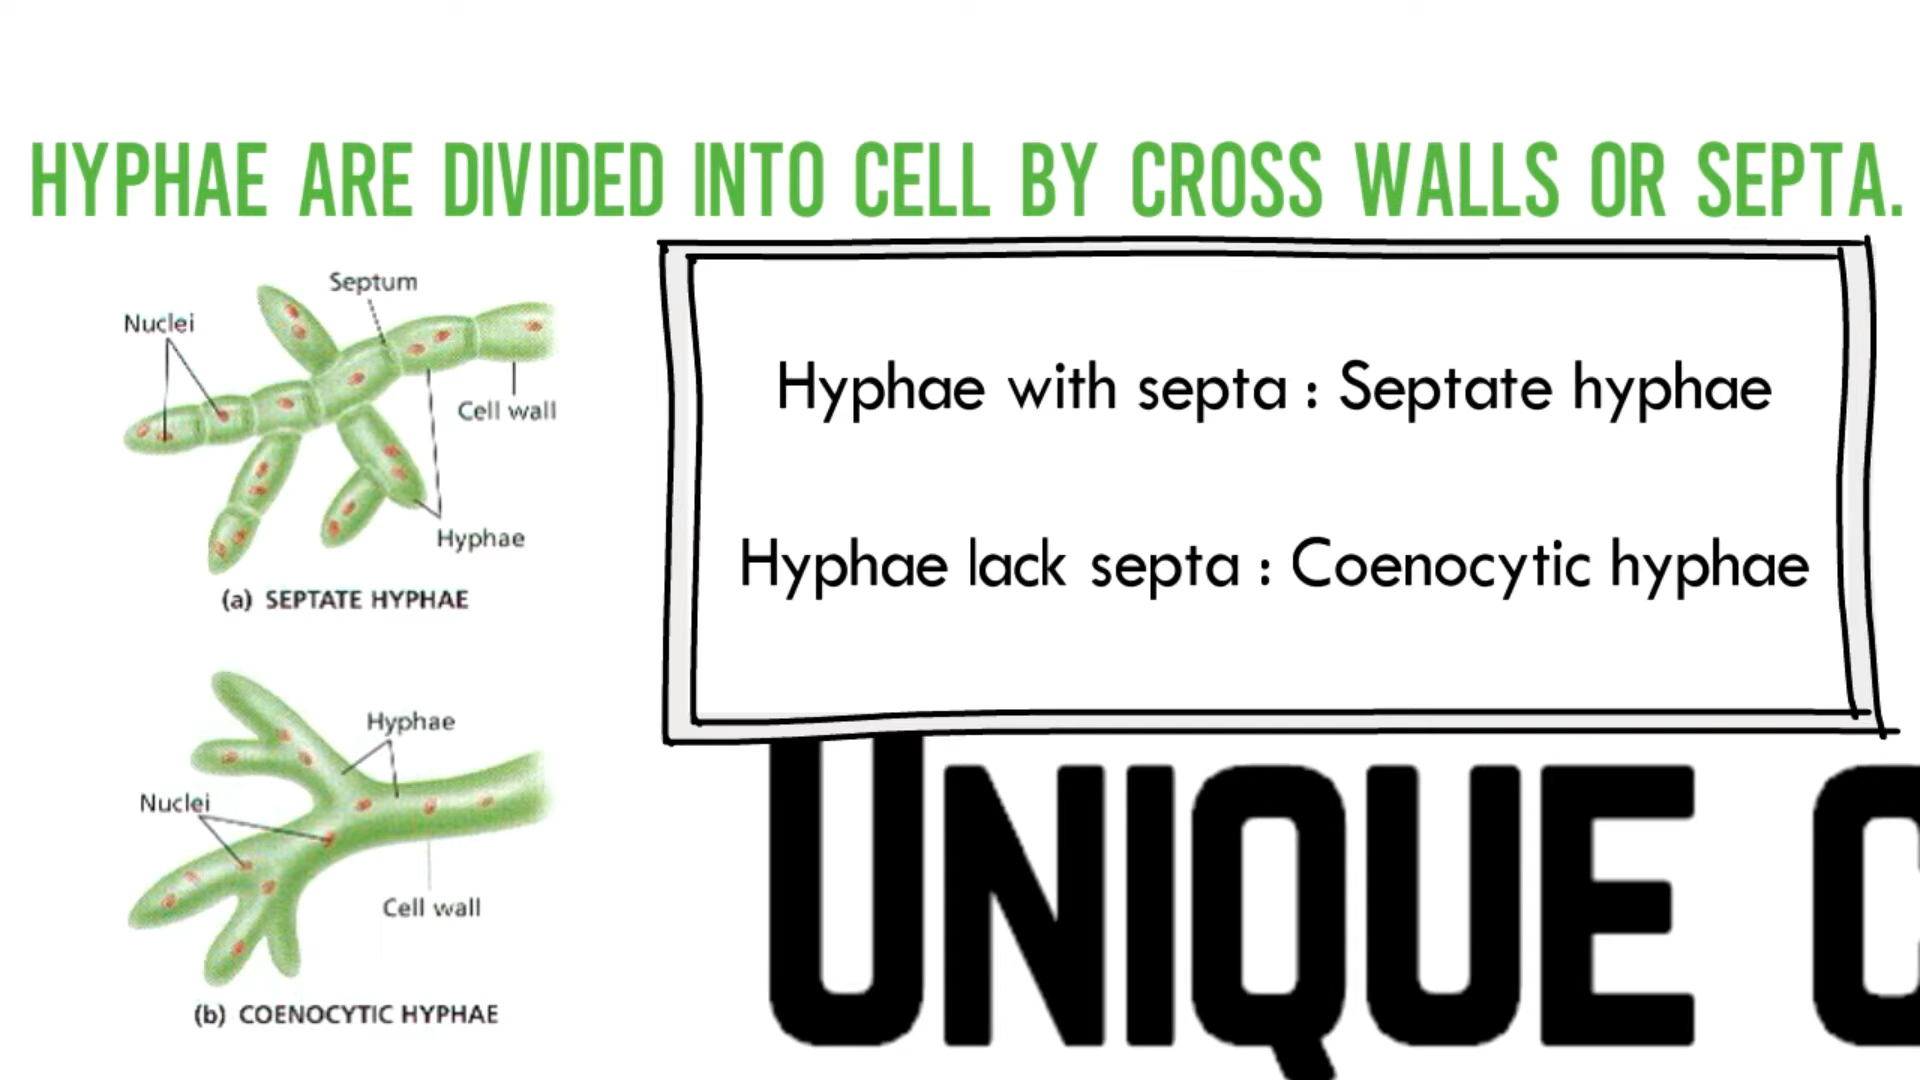 HYPHAE ARE DIVIDED INTO CELL BY CROSS WALLS OR SEPTA.
Septum
Nuclei
Cell wall
Hyphae
(a) SEPTATE HYPHAE
Hyphae
Nuclei
Cell wall
(b) COENOCYTIC HYPHAE
Hyphae with septa : Septate hyphae
Hyphae lack septa : Coenocytic hyphae
UNIQUE